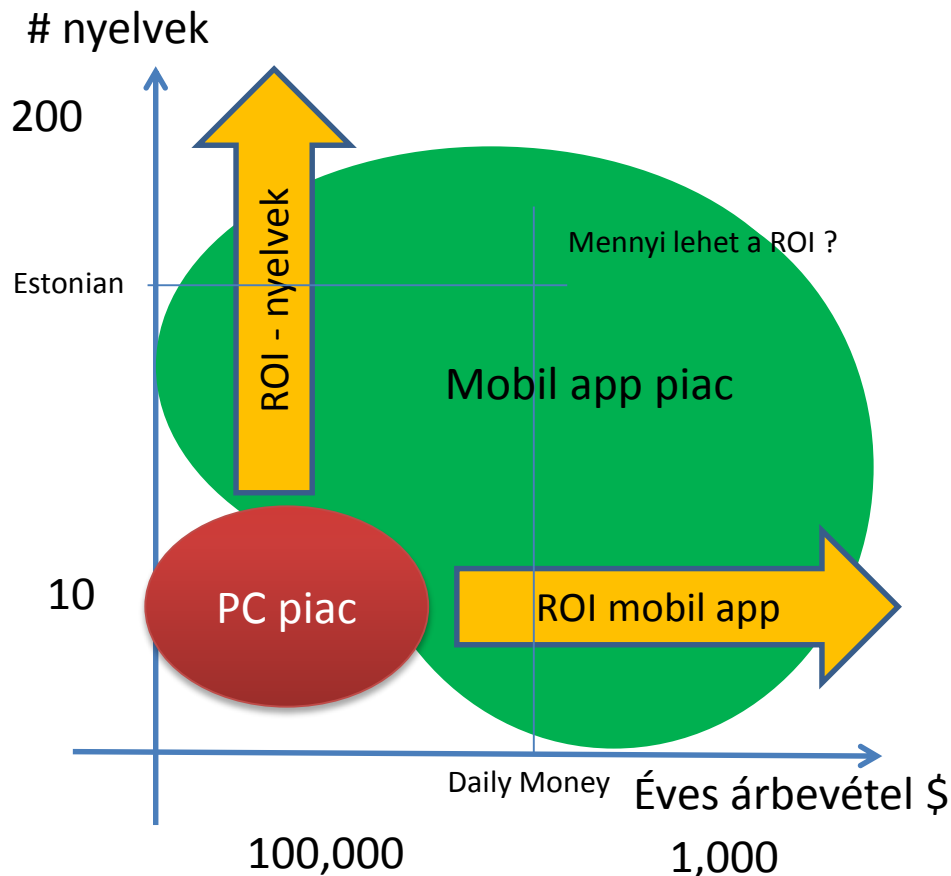 # nyelvek
200
ROI - nyelvek
Mennyi lehet a ROI ?
Estonian
Mobil app piac
10
PC piac
ROI mobil app
Daily Money
Éves árbevétel $
100,000
1,000